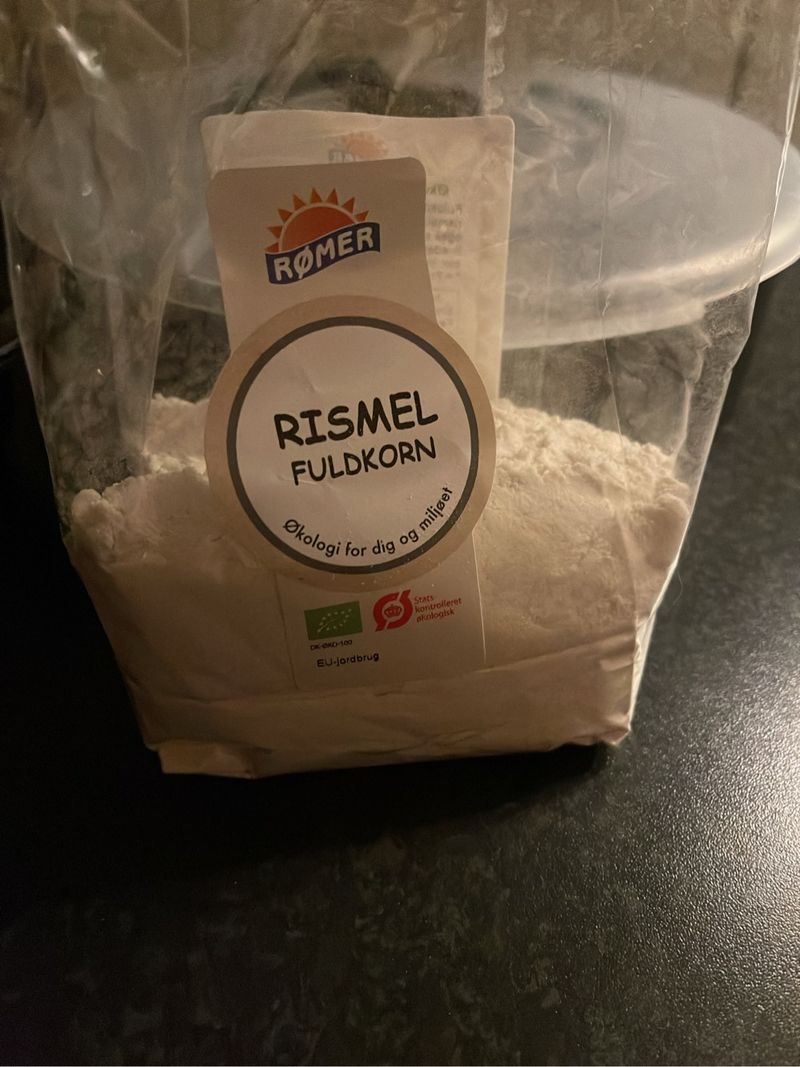 RØMER
RISMEL
FULDKORN
Økologi for dig og miljøet
Stats
kontrolleret
økologisk
DK-ØKO-100
EU-jordbrug